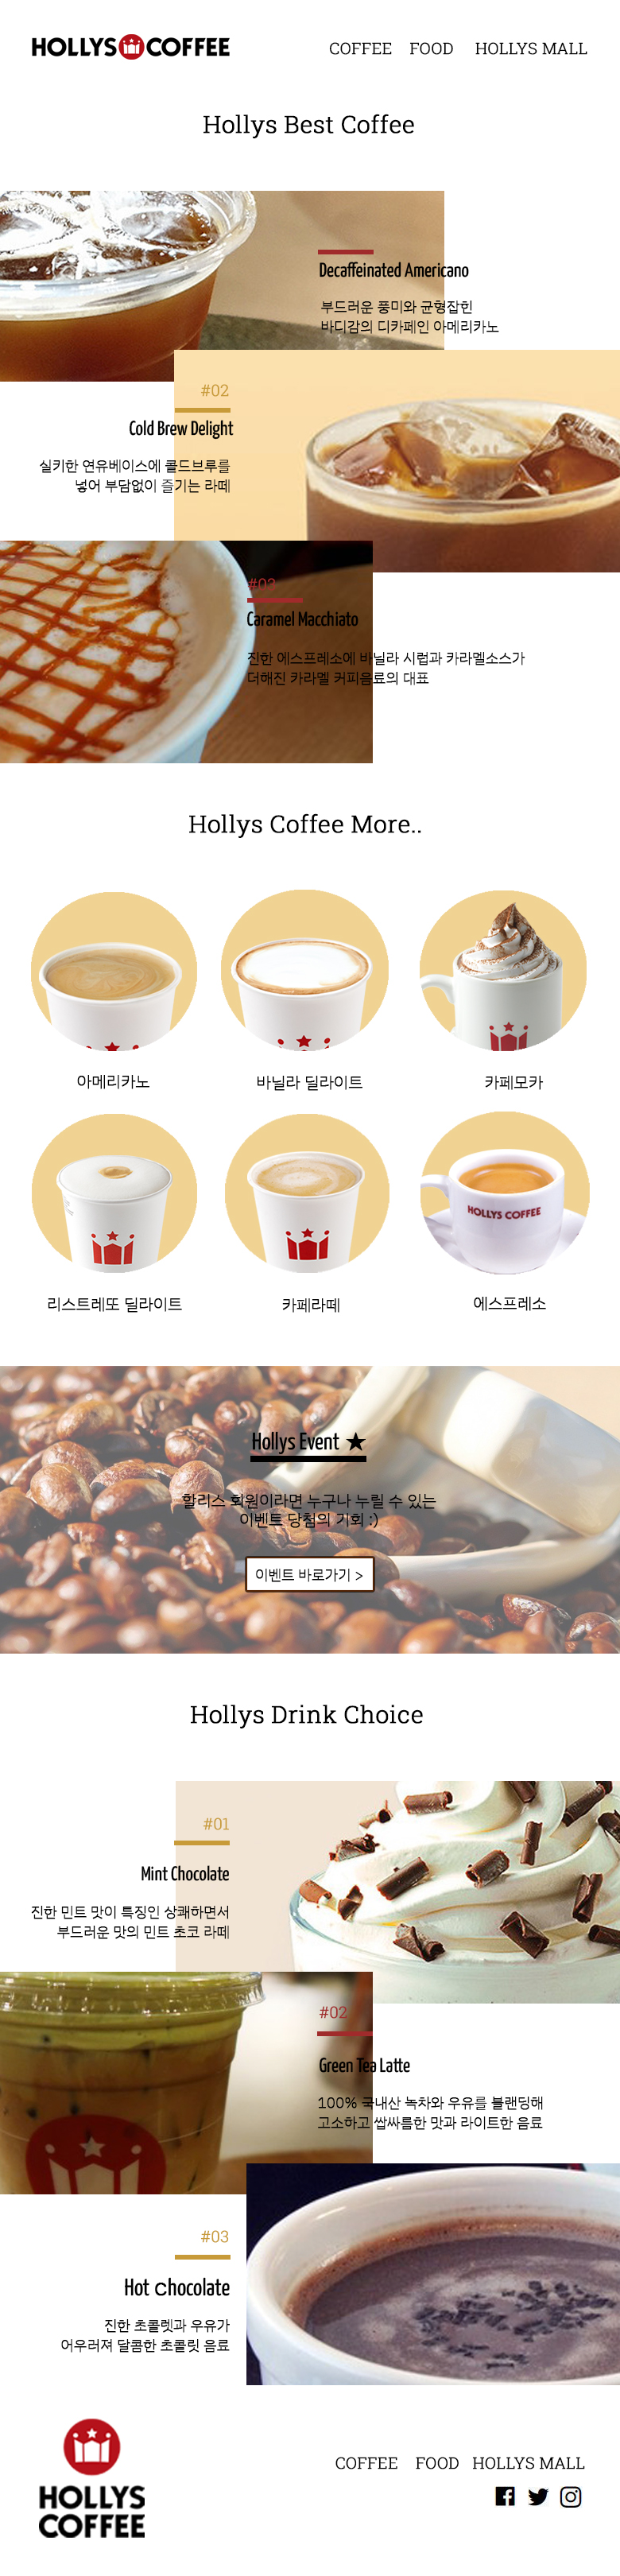 HOLLYS COFFEE
COFFEE FOOD HOLLYS MALL
Hollys Best Coffee
Decaffeinated Americano
부드러운 풍미와 균형잡힌
바디감의 디카페인 아메리카노
#02
Cold Brew Delight
실키한 연유베이스에 콜드브루를
넣어 부담없이 즐기는 라떼
#03
Caramel Macchiato
진한 에스프레소에 바닐라 시럽과 카라멜소스가
더해진 카라멜 커피음료의 대표
Hollys Coffee More..
아메리카노
바닐라 딜라이트
카페모카
HOLLYS COFFEE
리스트레또 딜라이트
카페라떼
에스프레소
Hollys Event ★
할리스 회원이라면 누구나 누릴 수 있는
이벤트 당첨의 기회 :)
이벤트 바로가기 >
Hollys Drink Choice
#01
Mint Chocolate
진한 민트 맛이 특징인 상쾌하면서
부드러운 맛의 민트 초코 라떼
#02
Green Tea Latte
100% 국내산 녹차와 우유를 블랜딩해
고소하고 쌉싸름한 맛과 라이트한 음료
#03
Hot chocolate
진한 초콜렛과 우유가
어우러져 달콤한 초콜릿 음료
HOLLYS
COFFEE
COFFEE FOOD HOLLYS MALL